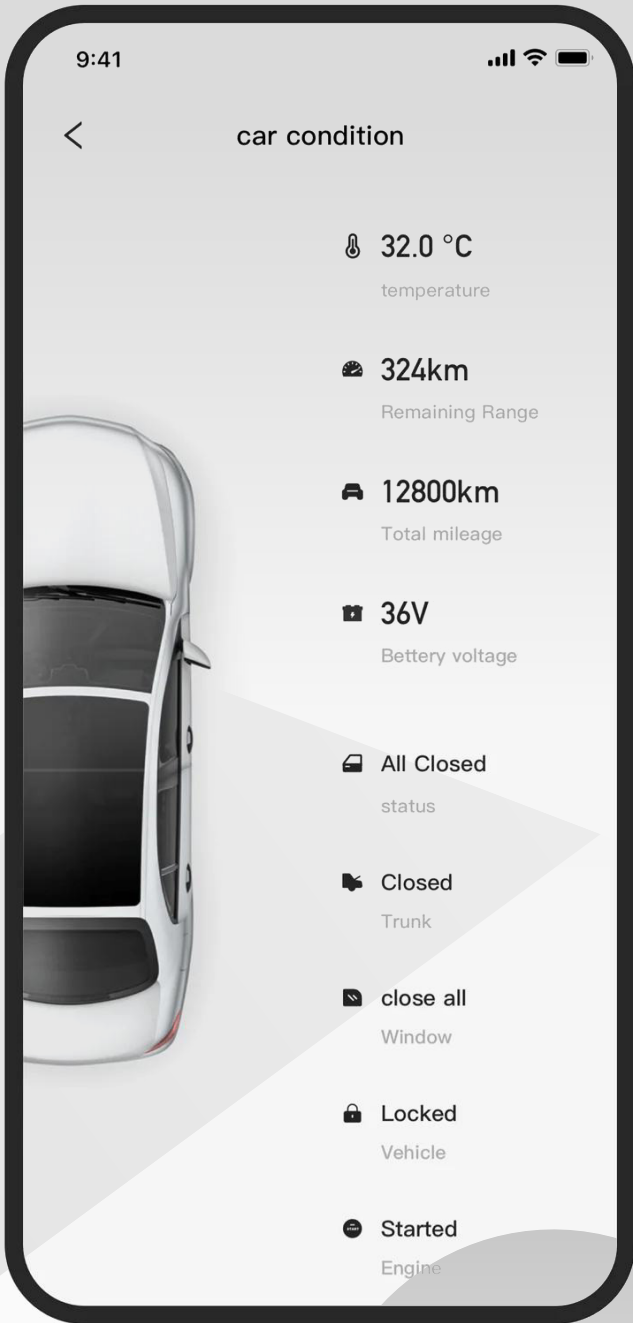 9:41
car condition
32.0 °C
temperature
324km
Remaining Range
12800km
Total mileage
36V
Bettery voltage
All Closed
status
Closed
Trunk
close all
Window
Locked
Vehicle
START
Started
Engine